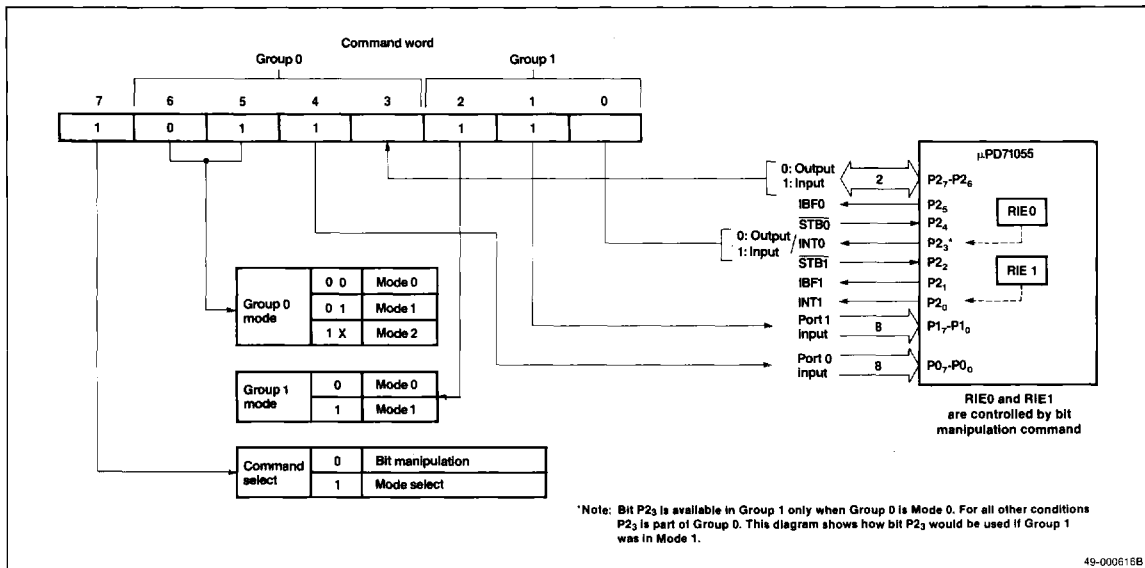 Command word
Group 0
Group 1
7 6 5 4 3 2 1 0
1 0 1 1 1 1
µPD71055
0: Output
1: Input
2
P27-P26
IBF0
P25
RIE0
STB0
P24
0: Output
1: Input
INT0
P23*
STB1
P22
RIE 1
IBF1
P21
INT1
P20
Port 1
input
8
P17-P10
Port 0
input
8
P07-P00
RIE0 and RIE1
are controlled by bit
manipulation command
Group 0
mode
0 0 Mode 0
0 1 Mode 1
1 X Mode 2
Group 1
mode
0 Mode 0
1 Mode 1
Command
select
0 Bit manipulation
1 Mode select
*Note: Bit P23 is available in Group 1 only when Group 0 is Mode 0. For all other conditions
P23 is part of Group 0. This diagram shows how bit P23 would be used if Group 1
was in Mode 1.
49-000616B